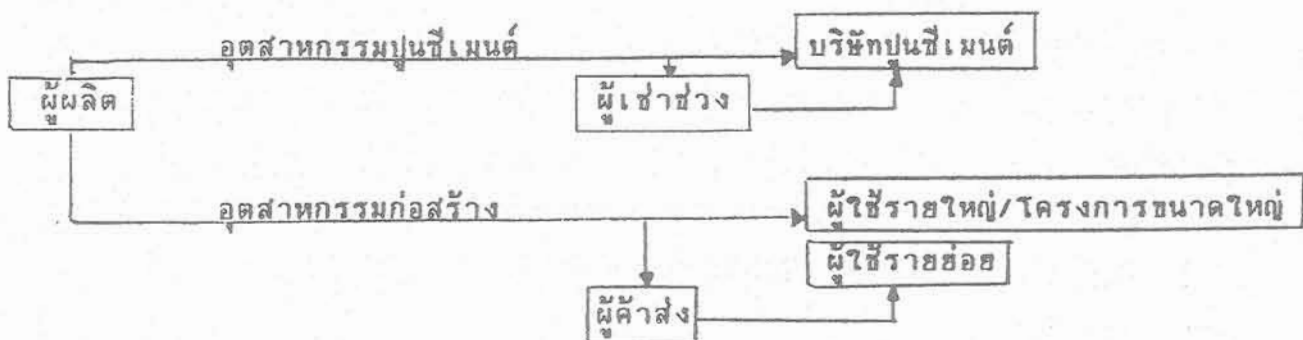 อุตสาหกรรมปูนซีเมนต์
บริษัทปูนซีเมนต์
ผู้ผลิต
ผู้เช่าช่วง
อุตสาหกรรมก่อสร้าง
ผู้ใช้รายใหญ่/โครงการขนาดใหญ่
ผู้ใช้รายย่อย
ผู้ค้าส่ง